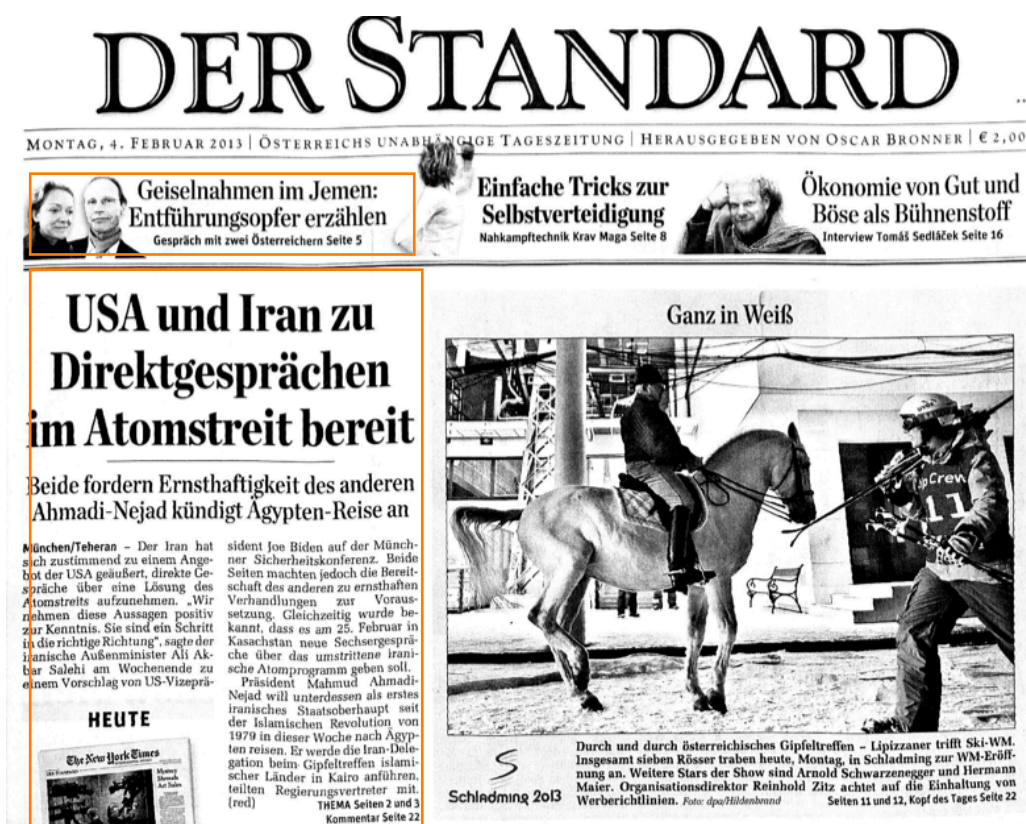 DER STANDARD
MONTAG, 4. FEBRUAR 2013 | ÖSTERREICHS UNABHÄNGIGE TAGESZEITUNG | HERAUSGEGEBEN VON OSCAR BRONNER | € 2,00
Geiselnahmen im Jemen:
Entführungsopfer erzählen
Gespräch mit zwei Österreichern Seite 5
Einfache Tricks zur
Selbstverteidigung
Nahkampftechnik Krav Maga Seite 8
Ökonomie von Gut und
Böse als Bühnenstoff
Interview Tomáš Sedláček Seite 16
USA und Iran zu
Direktgesprächen
im Atomstreit bereit
Beide fordern Ernsthaftigkeit des anderen
Ahmadi-Nejad kündigt Ägypten-Reise an
München/Teheran – Der Iran hat
sich zustimmend zu einem Ange-
bot der USA geäußert, direkte Ge-
spräche über eine Lösung des
Atomstreits aufzunehmen. „Wir
nehmen diese Aussagen positiv
zur Kenntnis. Sie sind ein Schritt
in die richtige Richtung“, sagte der
iranische Außenminister Ali Ak-
bar Salehi am Wochenende zu
einem Vorschlag von US-Vizeprä-
sident Joe Biden auf der Münch-
ner Sicherheitskonferenz. Beide
Seiten machten jedoch die Bereit-
schaft des anderen zu ernsthaften
Verhandlungen zur Voraus-
setzung. Gleichzeitig wurde be-
kannt, dass es am 25. Februar in
Kasachstan neue Sechsergesprä-
che über das umstrittene irani-
sche Atomprogramm geben soll.
Präsident Mahmud Ahmadi-
Nejad will unterdessen als erstes
iranisches Staatsoberhaupt seit
der Islamischen Revolution von
1979 in dieser Woche nach Ägyp-
ten reisen. Er werde die Iran-Dele-
gation beim Gipfeltreffen islami-
scher Länder in Kairo anführen,
teilten Regierungsvertreter mit.
(red)
THEMA Seiten 2 und 3
Kommentar Seite 22
HEUTE
The New York Times
Mystery
Shrouds
Art Sales
Ganz in Weiß
Crew
11
Schladming 2013
Durch und durch österreichisches Gipfeltreffen – Lipizzaner trifft Ski-WM.
Insgesamt sieben Rösser traben heute, Montag, in Schladming zur WM-Eröff-
nung an. Weitere Stars der Show sind Arnold Schwarzenegger und Hermann
Maier. Organisationsdirektor Reinhold Zitz achtet auf die Einhaltung von
Werberichtlinien. Foto: dpa/Hildenbrand Seiten 11 und 12, Kopf des Tages Seite 22